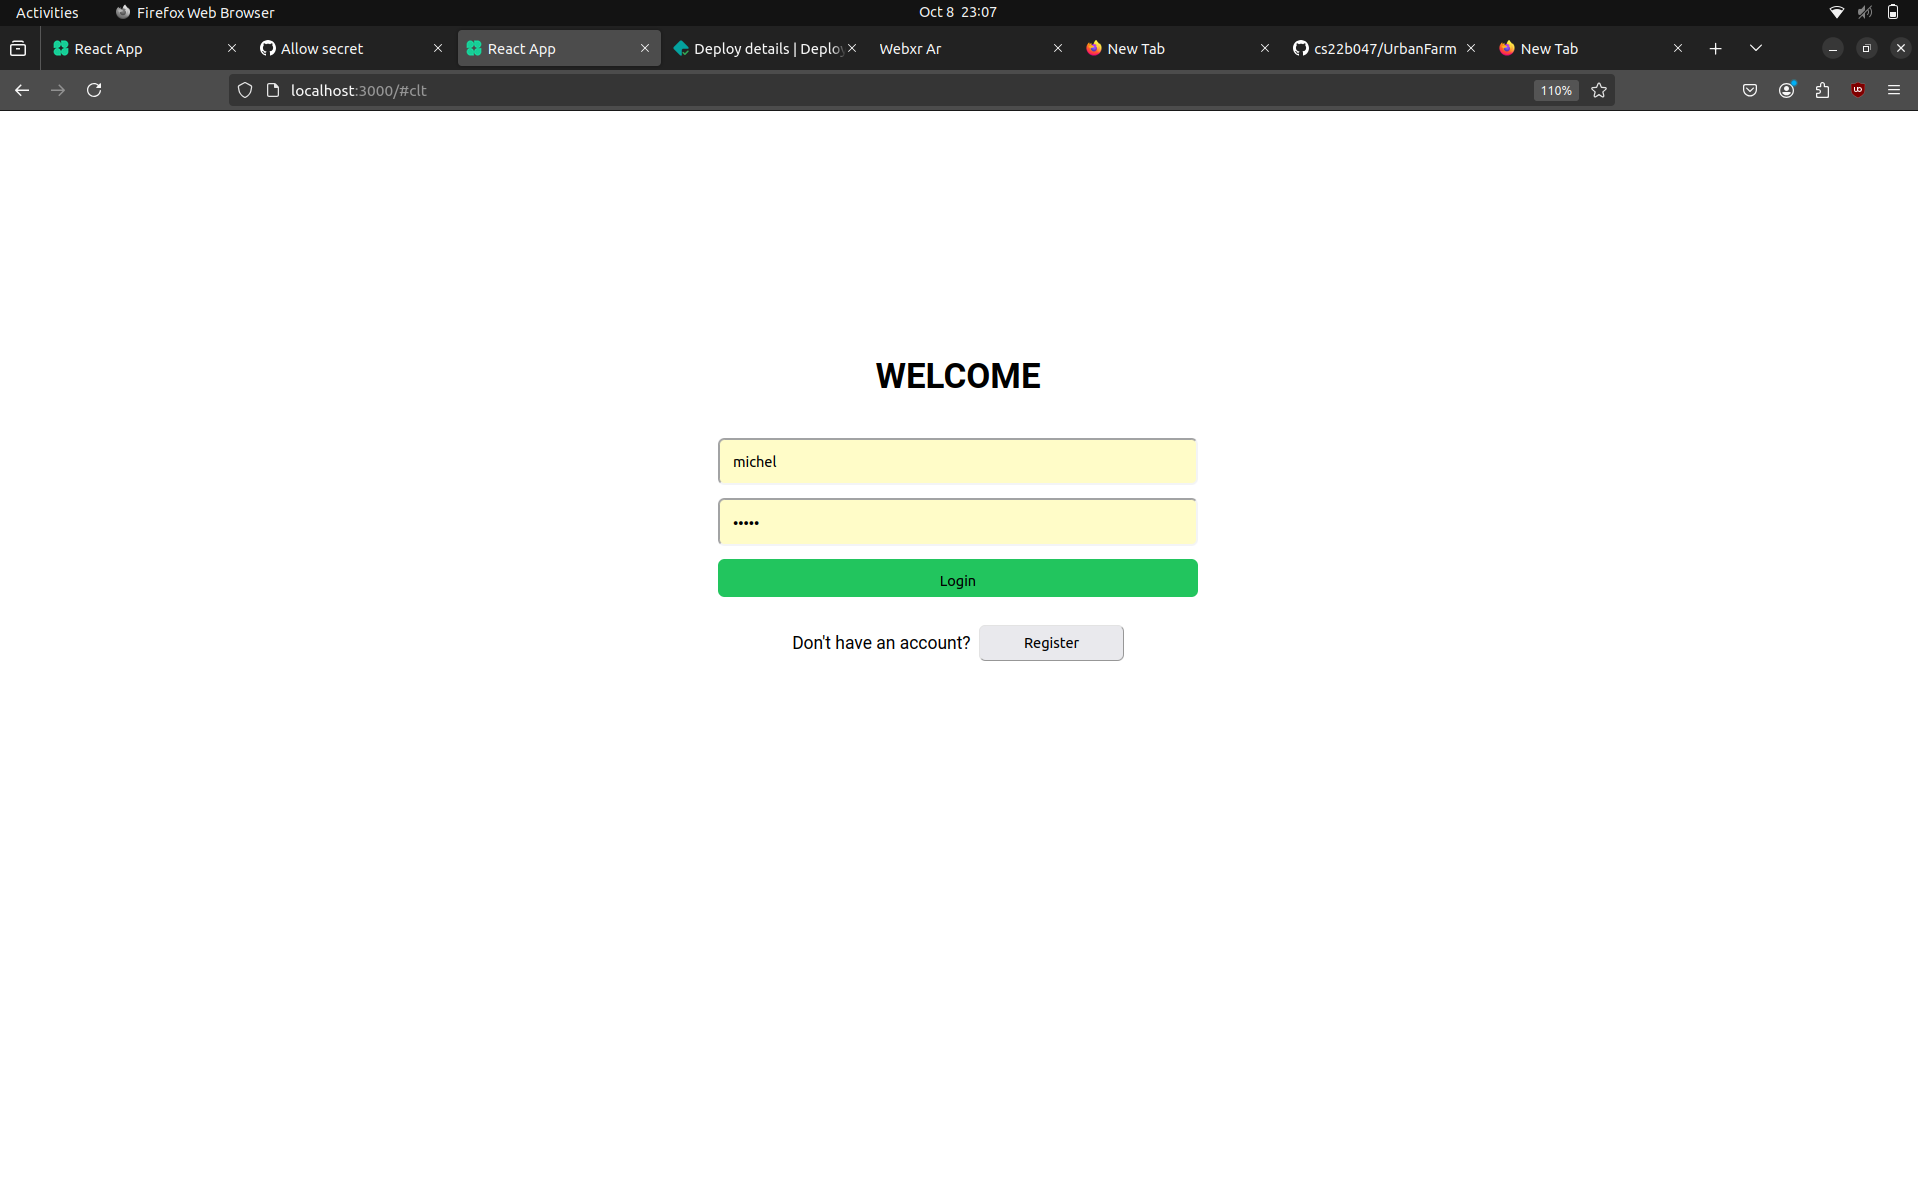 Activities Firefox Web Browser Oct 8 23:07
React App Allow secret React App Deploy details | Deploy Webxr Ar New Tab cs22b047/UrbanFarm New Tab
localhost:3000/#clt 110%
WELCOME
michel
•••••
Login
Don't have an account? Register